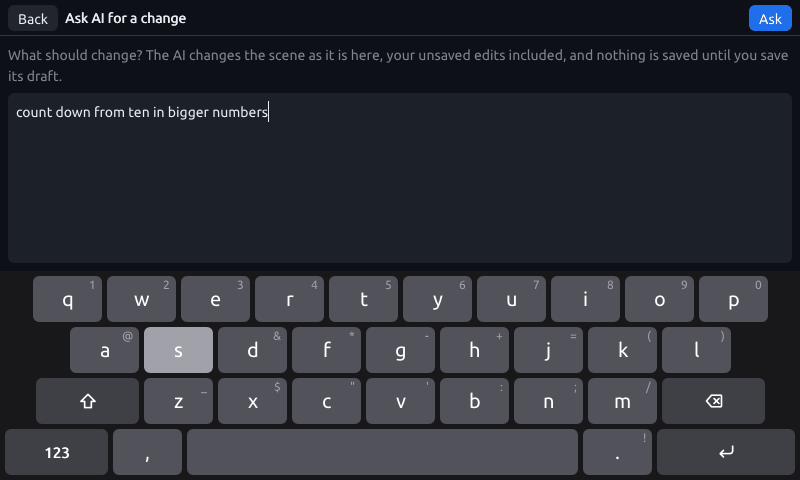 Back Ask AI for a change Ask
What should change? The AI changes the scene as it is here, your unsaved edits included, and nothing is saved until you save
its draft.
count down from ten in bigger numbers
q 1 w 2 e 3 r 4 t 5 y 6 u 7 i 8 o 9 p 0
a @ s d & f * g - h + j = k ( l )
z _ x $ c " v ' b : n ; m /
123 , . !